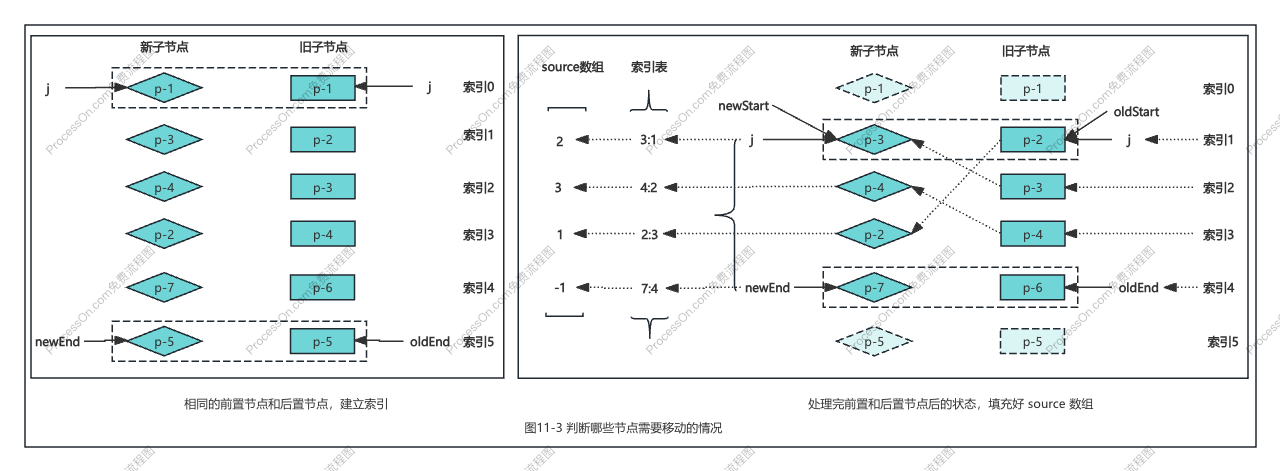 新子节点 旧子节点
j p-1 p-1 j 索引0
p-3 p-2 索引1
p-4 p-3 索引2
p-2 p-4 索引3
p-7 p-6 索引4
newEnd p-5 p-5 oldEnd 索引5
相同的前置节点和后置节点，建立索引
新子节点 旧子节点
source数组 索引表
p-1 p-1 索引0
newStart oldStart
2 3:1 j p-3 p-2 j 索引1
3 4:2 p-4 p-3 索引2
1 2:3 p-2 p-4 索引3
-1 7:4 newEnd p-7 p-6 oldEnd 索引4
p-5 p-5 索引5
处理完前置和后置节点后的状态，填充好 source 数组
图11-3 判断哪些节点需要移动的情况
ProcessOn.com免费流程图